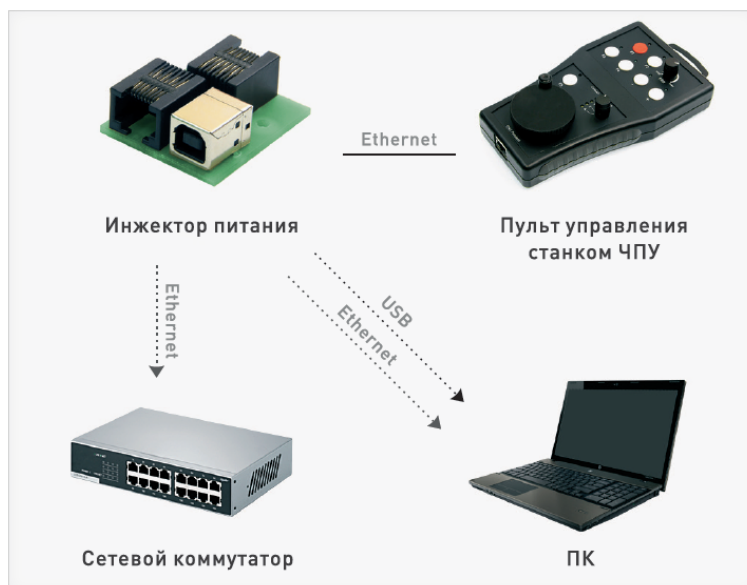 Ethernet
Инжектор питания
Пульт управления
станком ЧПУ
Ethernet
USB
Ethernet
Сетевой коммутатор
ПК